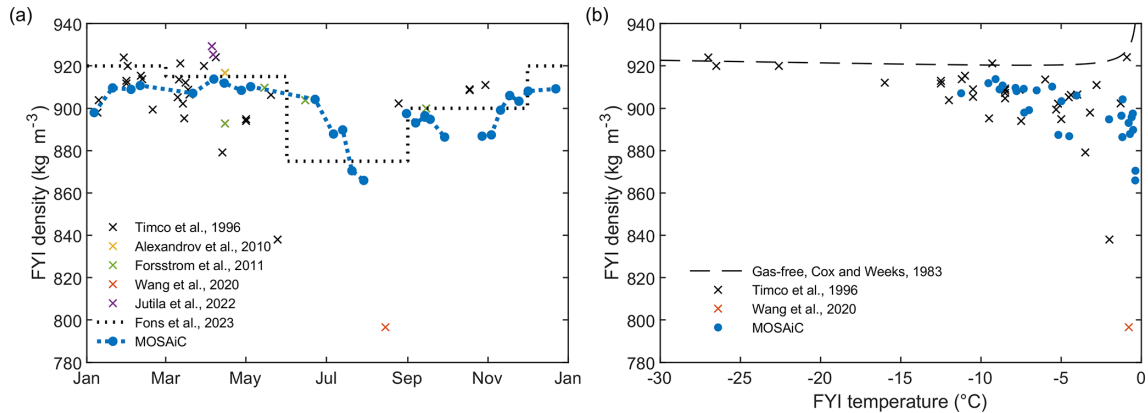 (a)
940
920
900
880
860
840
820
800
780
FYI density (kg m-3)
Timco et al., 1996
Alexandrov et al., 2010
Forsstrom et al., 2011
Wang et al., 2020
Jutila et al., 2022
Fons et al., 2023
MOSAiC
Jan Mar May Jul Sep Nov Jan
(b)
940
920
900
880
860
840
820
800
780
FYI density (kg m-3)
Gas-free, Cox and Weeks, 1983
Timco et al., 1996
Wang et al., 2020
MOSAiC
-30 -25 -20 -15 -10 -5 0
FYI temperature (°C)